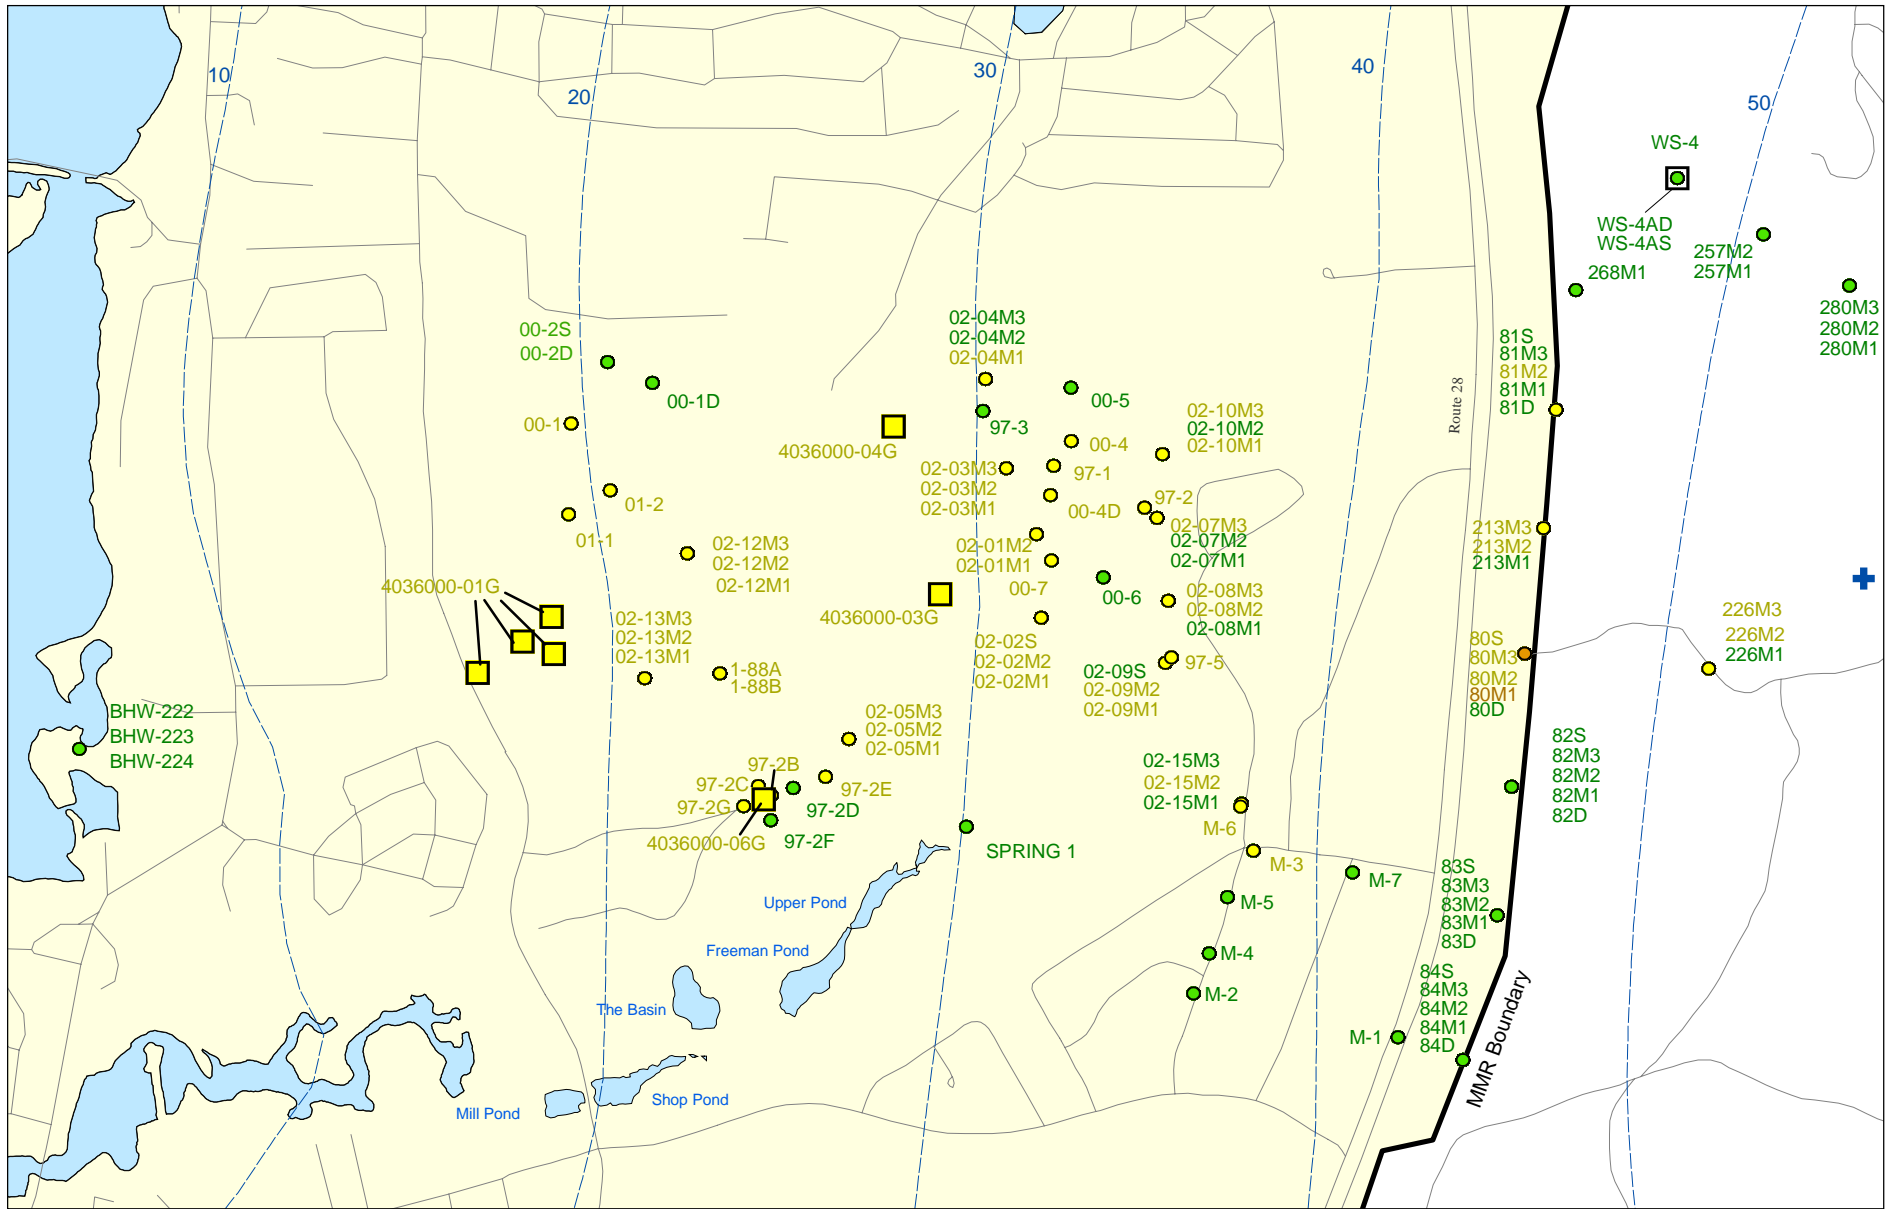 10
20
30
40
50
WS-4
WS-4AD
WS-4AS
257M2
257M1
268M1
280M3
280M2
280M1
00-2S
00-2D
00-1D
00-1
02-04M3
02-04M2
02-04M1
97-3
00-5
00-4
97-1
00-4D
02-10M3
02-10M2
02-10M1
81S
81M3
81M2
81M1
81D
Route 28
4036000-04G
02-03M3
02-03M2
02-03M1
97-2
02-07M3
02-07M2
02-07M1
01-2
01-1
02-12M3
02-12M2
02-12M1
02-01M2
02-01M1
00-7
00-6
213M3
213M2
213M1
4036000-01G
4036000-03G
02-08M3
02-08M2
02-08M1
02-13M3
02-13M2
02-13M1
02-02S
02-02M2
02-02M1
97-5
02-09S
02-09M2
02-09M1
226M3
226M2
226M1
80S
80M3
80M2
80M1
80D
1-88A
1-88B
BHW-222
BHW-223
BHW-224
02-05M3
02-05M2
02-05M1
97-2B
97-2C
97-2E
97-2G
97-2D
4036000-06G
97-2F
02-15M3
02-15M2
02-15M1
M-6
M-3
82S
82M3
82M2
82M1
82D
SPRING 1
M-7
M-5
83S
83M3
83M2
83M1
83D
Upper Pond
Freeman Pond
M-4
M-2
The Basin
84S
84M3
84M2
84M1
84D
M-1
MMR Boundary
Mill Pond
Shop Pond